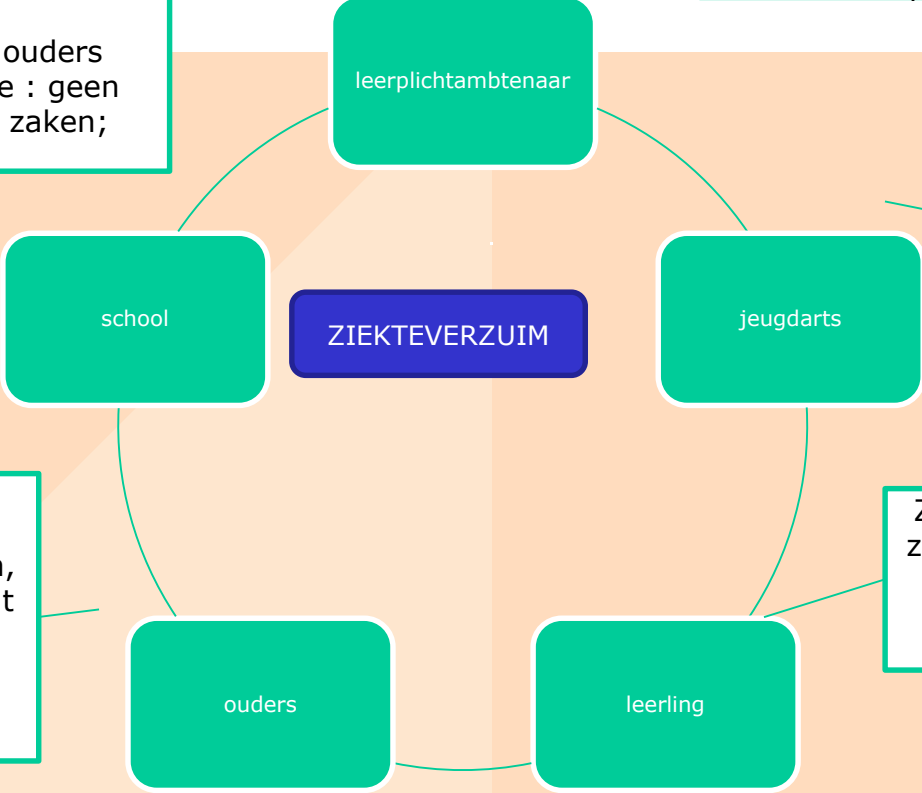 ouders
e : geen
zaken;
leerplichtambtenaar
school
ZIEKTEVERZUIM
jeugdarts
t
ouders
leerling